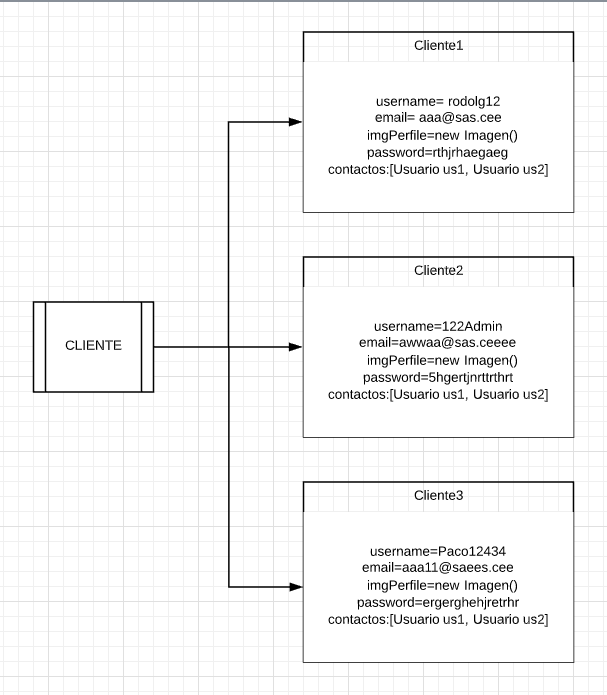 Cliente1
username= rodolg12
email= aaa@sas.cee
imgPerfile=new Imagen()
password=rthjrhaegaeg
contactos:[Usuario us1, Usuario us2]
Cliente2
username=122Admin
email=awwaa@sas.ceeee
imgPerfile=new Imagen()
password=5hgertjnrttrthrt
contactos:[Usuario us1, Usuario us2]
CLIENTE
Cliente3
username=Paco12434
email=aaa11@saees.cee
imgPerfile=new Imagen()
password=ergerghehjretrhr
contactos:[Usuario us1, Usuario us2]